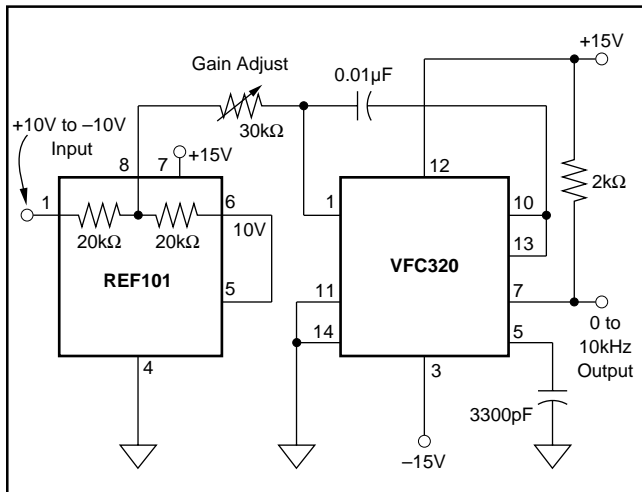 +15V
Gain Adjust
0.01µF
30kΩ
+10V to –10V
Input
8
7
+15V
12
2kΩ
1
6
1
10
20kΩ
20kΩ
10V
13
REF101
VFC320
5
11
7
14
5
0 to
10kHz
Output
4
3
3300pF
–15V